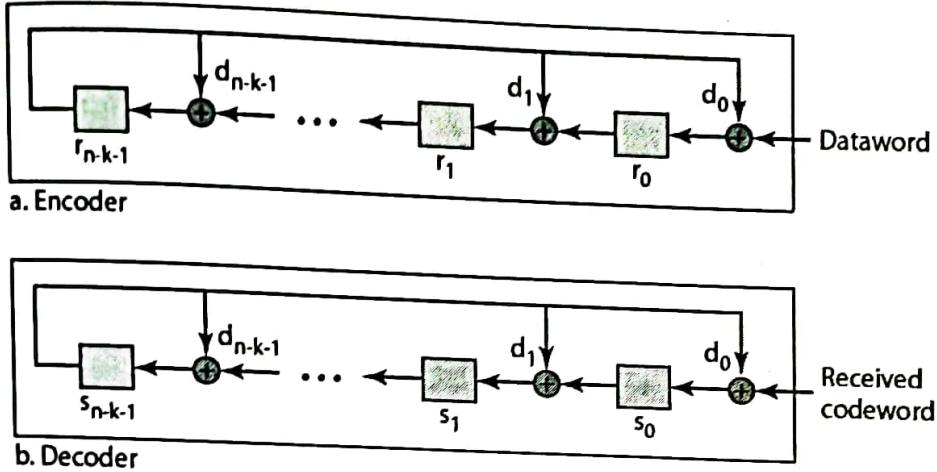 d_{n-k-1} d_1 d_0
r_{n-k-1} r_1 r_0
Dataword
a. Encoder
d_{n-k-1} d_1 d_0
s_{n-k-1} s_1 s_0
Received
codeword
b. Decoder